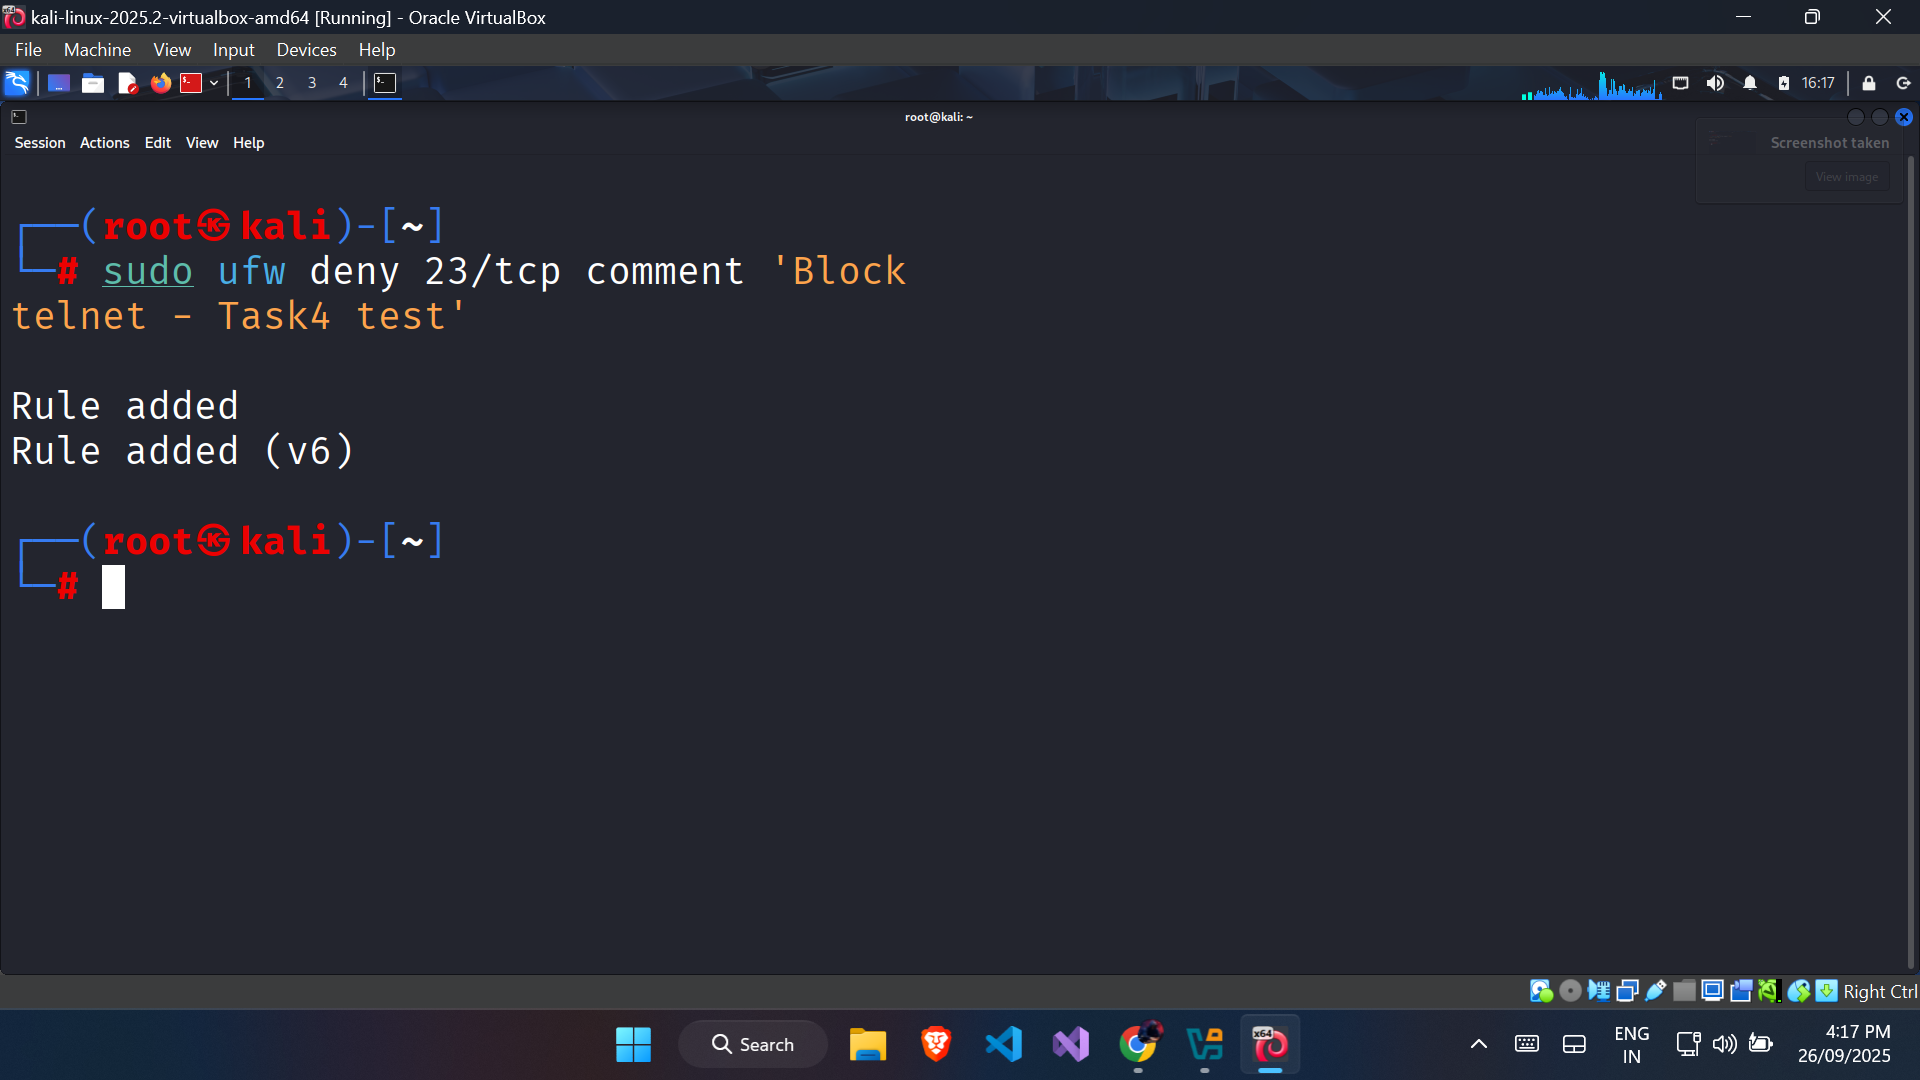 kali-linux-2025.2-virtualbox-amd64 [Running] - Oracle VirtualBox
File Machine View Input Devices Help
1 2 3 4 16:17
root@kali: ~
Session Actions Edit View Help
Screenshot taken
View image
┌──(root㉿kali)-[~]
└─# sudo ufw deny 23/tcp comment 'Block
telnet - Task4 test'
Rule added
Rule added (v6)
┌──(root㉿kali)-[~]
└─#
Right Ctrl
Search
ENG
IN
4:17 PM
26/09/2025